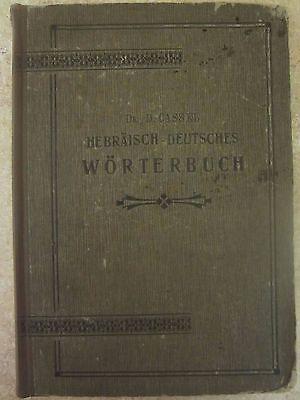 DR. D. CASSEL
HEBRÄISCH-DEUTSCHES
WÖRTERBUCH